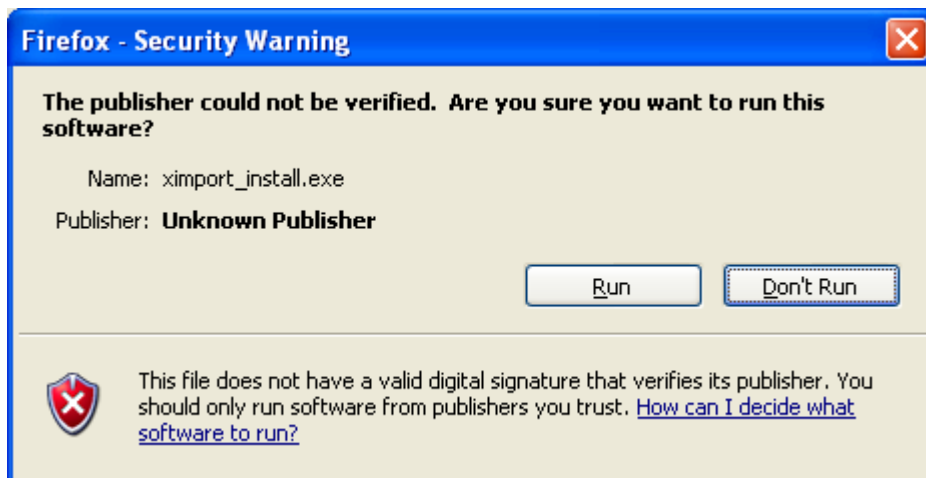 Firefox - Security Warning
The publisher could not be verified.  Are you sure you want to run this
software?
Name: ximport_install.exe
Publisher: Unknown Publisher
Run
Don't Run
This file does not have a valid digital signature that verifies its publisher. You
should only run software from publishers you trust. How can I decide what
software to run?